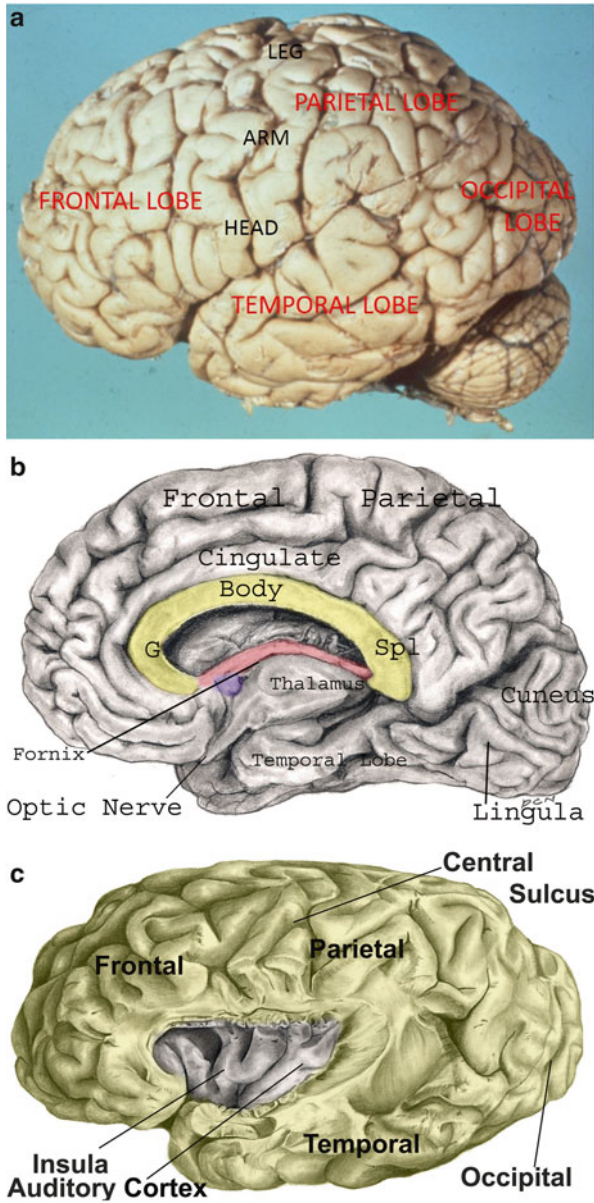 a
LEG
PARIETAL LOBE
ARM
FRONTAL LOBE
OCCIPITAL
LOBE
HEAD
TEMPORAL LOBE
b
Frontal
Parietal
Cingulate
Body
G
Spl
Thalamus
Cuneus
Fornix
Temporal Lobe
Optic Nerve
Lingula
c
Central
Sulcus
Parietal
Frontal
Temporal
Insula
Auditory Cortex
Occipital